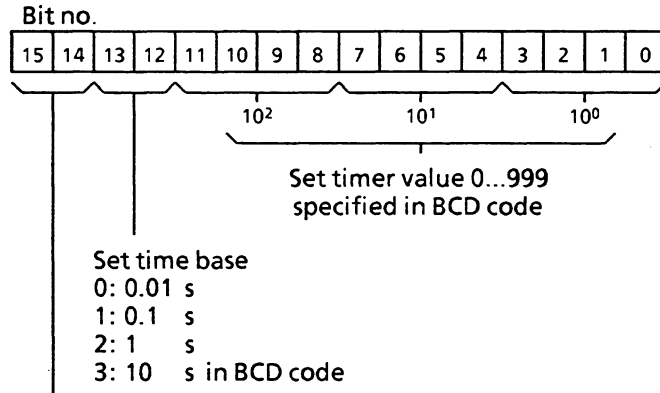 Bit no.
15 14 13 12 11 10 9 8 7 6 5 4 3 2 1 0
10² 10¹ 10⁰
Set timer value 0...999
specified in BCD code
Set time base
0: 0.01 s
1: 0.1 s
2: 1 s
3: 10 s in BCD code